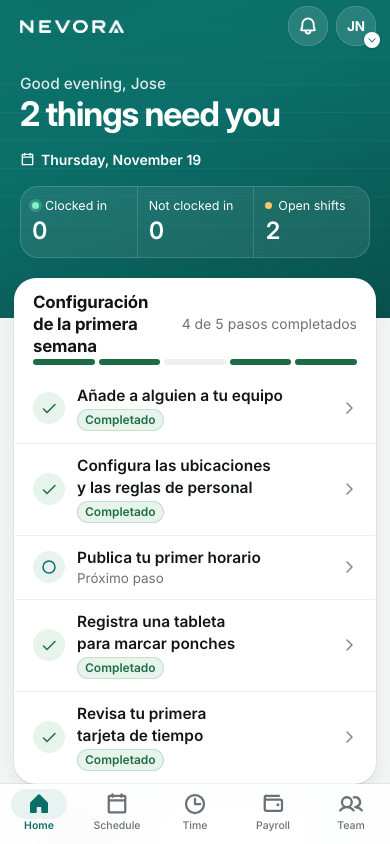 NEVORA
JN
Good evening, Jose
2 things need you
Thursday, November 19
Clocked in
Not clocked in
Open shifts
0
0
2
Configuración
de la primera
semana
4 de 5 pasos completados
Añade a alguien a tu equipo
Completado
Configura las ubicaciones
y las reglas de personal
Completado
Publica tu primer horario
Próximo paso
Registra una tableta
para marcar ponches
Completado
Revisa tu primera
tarjeta de tiempo
Completado
Home
Schedule
Time
Payroll
Team